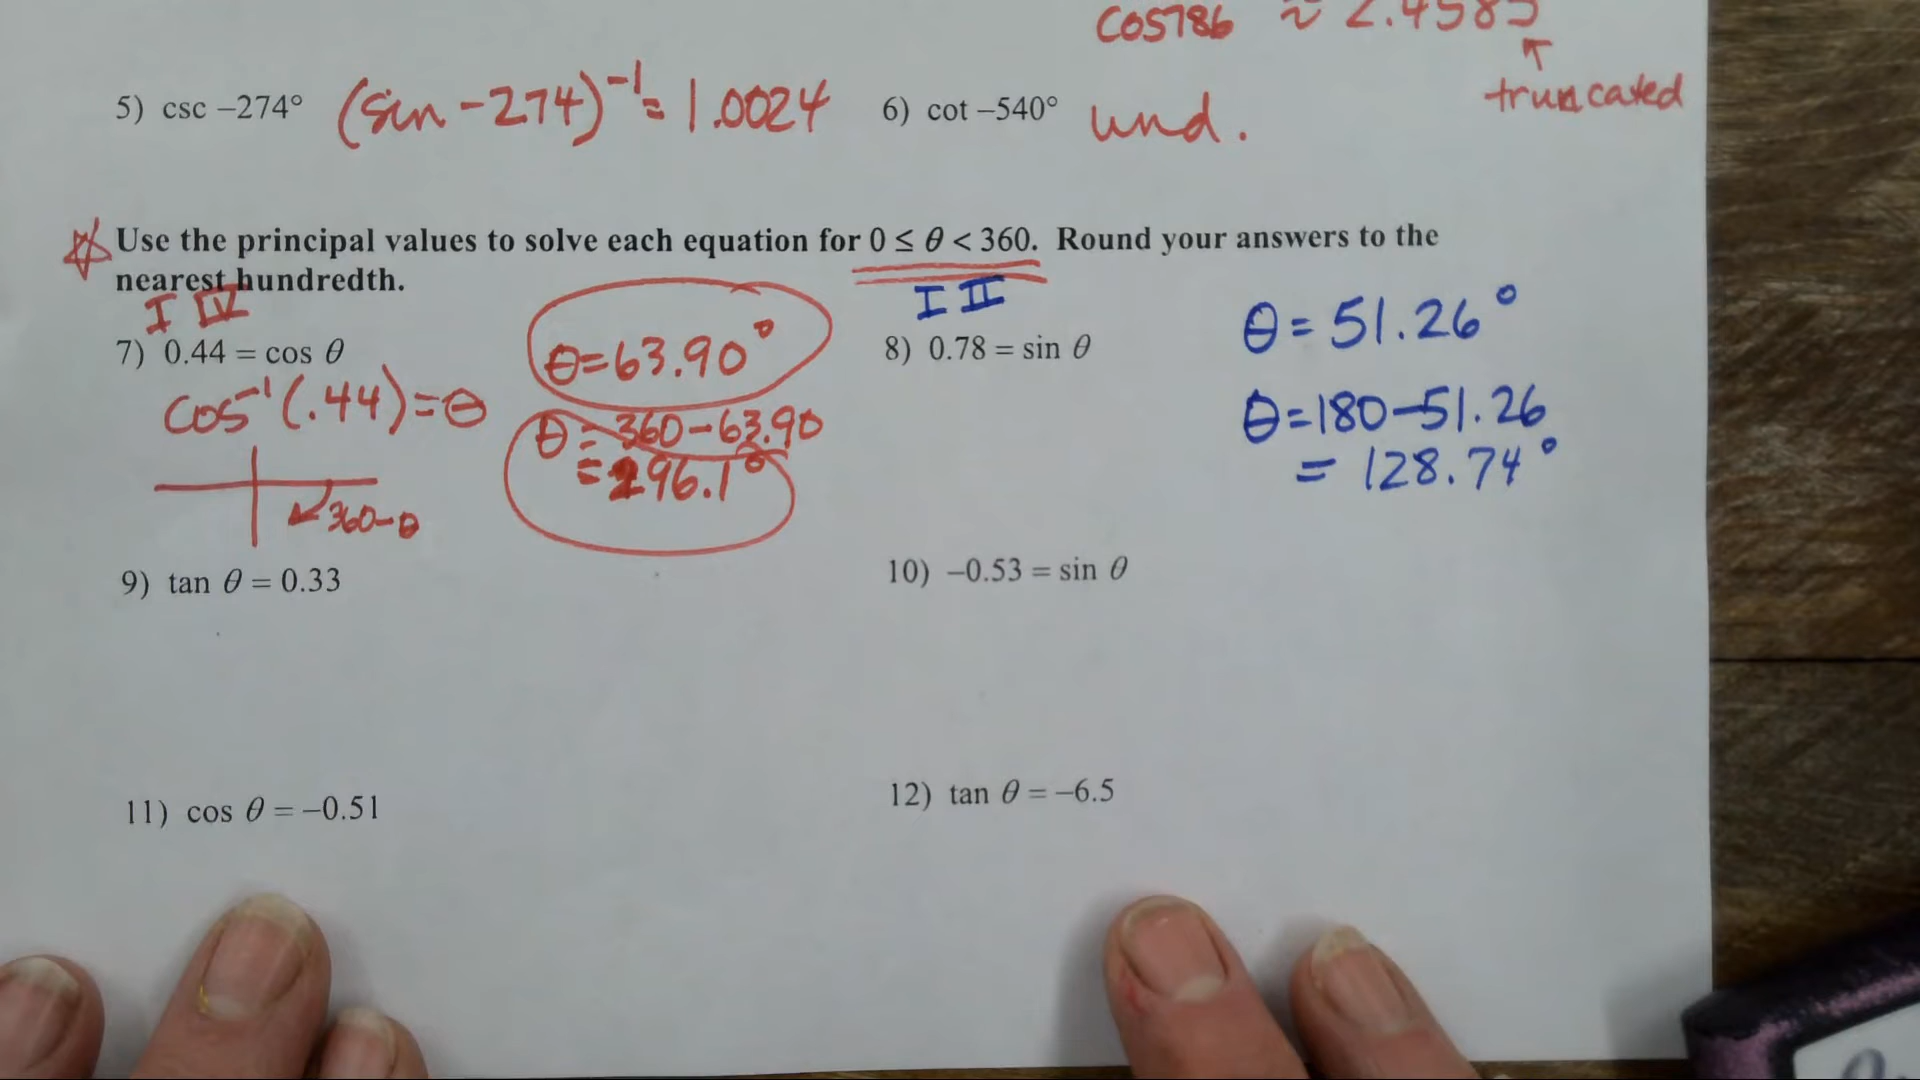 cos786 ≈ 2.4585
↑
truncated
5) csc −274° (sin −274)⁻¹ = 1.0024
6) cot −540° und.
Use the principal values to solve each equation for 0 ≤ θ < 360. Round your answers to the
nearest hundredth.
I IV
7) 0.44 = cos θ
cos⁻¹(.44) = θ
360−θ
θ=63.90°
θ = 360−63.90
= 296.1°
I II
8) 0.78 = sin θ
θ = 51.26°
θ = 180−51.26
= 128.74°
9) tan θ = 0.33
10) −0.53 = sin θ
11) cos θ = −0.51
12) tan θ = −6.5